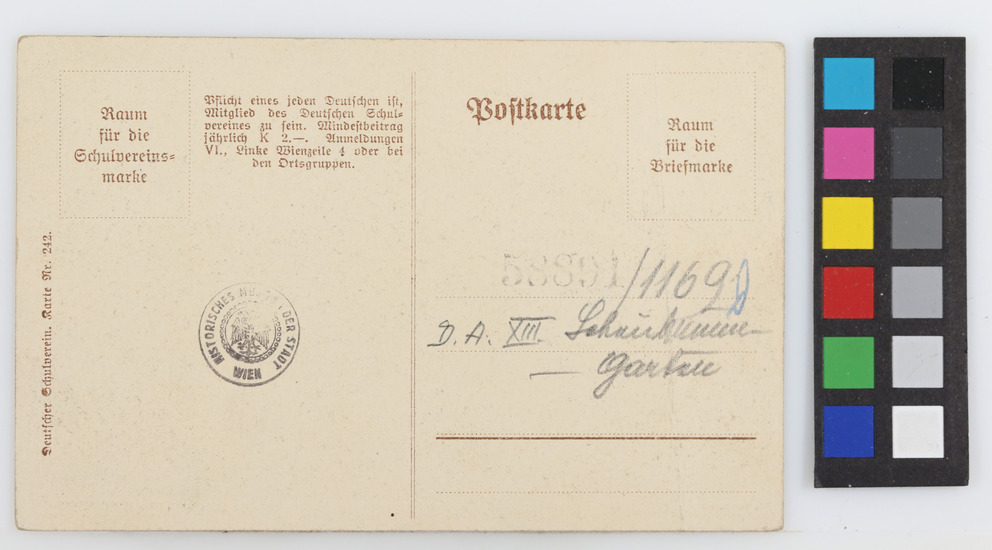 Raum
für die
Schulvereins=
marke
Pflicht eines jeden Deutschen ist,
Mitglied des Deutschen Schul-
vereines zu sein. Mindestbeitrag
jährlich K 2.—. Anmeldungen
VI., Linke Wienzeile 4 oder bei
den Ortsgruppen.
Postkarte
Raum
für die
Briefmarke
58891/1169
D. A. XIII.
Garten
HISTORISCHES MUSEUM DER STADT
WIEN
Deutscher Schulverein. Karte Nr. 242.